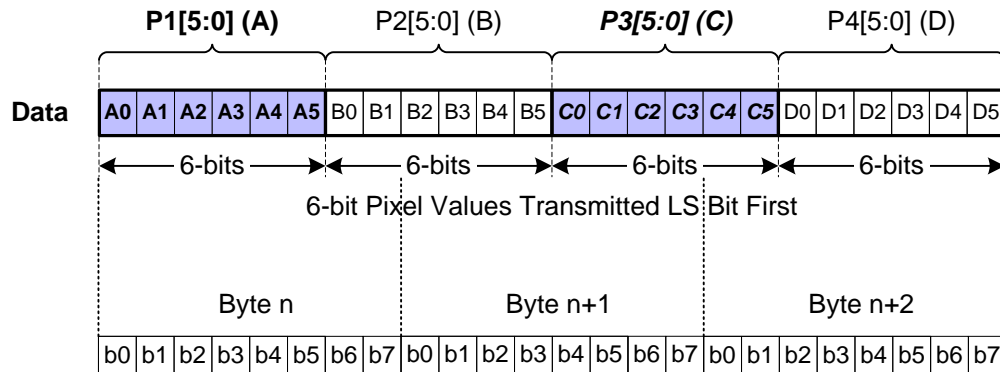 P1[5:0] (A) P2[5:0] (B) P3[5:0] (C) P4[5:0] (D)
Data A0 A1 A2 A3 A4 A5 B0 B1 B2 B3 B4 B5 C0 C1 C2 C3 C4 C5 D0 D1 D2 D3 D4 D5
6-bits 6-bits 6-bits 6-bits
6-bit Pixel Values Transmitted LS Bit First
Byte n Byte n+1 Byte n+2
b0 b1 b2 b3 b4 b5 b6 b7 b0 b1 b2 b3 b4 b5 b6 b7 b0 b1 b2 b3 b4 b5 b6 b7